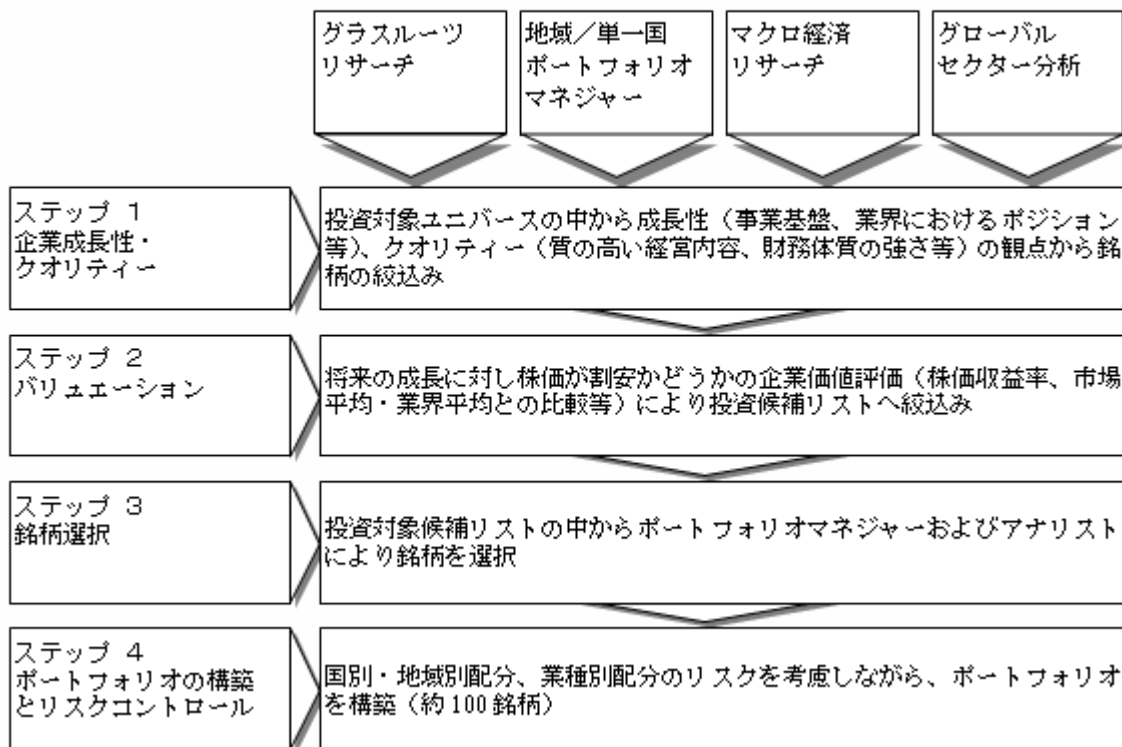 グラスルーツ
リサーチ
地域／単一国
ポートフォリオ
マネジャー
マクロ経済
リサーチ
グローバル
セクター分析
ステップ 1
企業成長性・
クオリティー
投資対象ユニバースの中から成長性（事業基盤、業界におけるポジション
等）、クオリティー（質の高い経営内容、財務体質の強さ等）の観点から銘
柄の絞込み
ステップ 2
バリュエーション
将来の成長に対し株価が割安かどうかの企業価値評価（株価収益率、市場
平均・業界平均との比較等）により投資候補リストへ絞込み
ステップ 3
銘柄選択
投資対象候補リストの中からポートフォリオマネジャーおよびアナリスト
により銘柄を選択
ステップ 4
ポートフォリオの構築
とリスクコントロール
国別・地域別配分、業種別配分のリスクを考慮しながら、ポートフォリオ
を構築（約100銘柄）